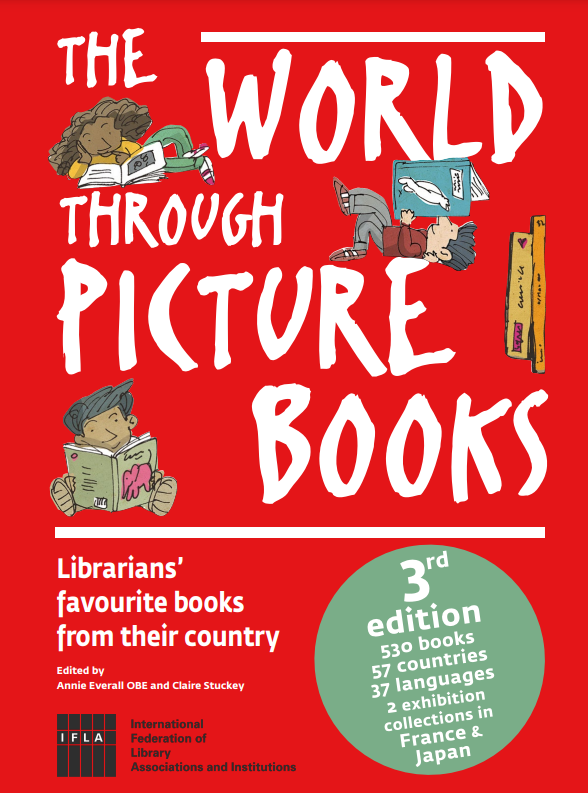 THE
WORLD
THROUGH
PICTURE
BOOKS
Librarians'
favourite books
from their country
Edited by
Annie Everall OBE and Claire Stuckey
IFLA
International
Federation of
Library
Associations and Institutions
3rd
edition
530 books
57 countries
37 languages
2 exhibition
collections in
France &
Japan